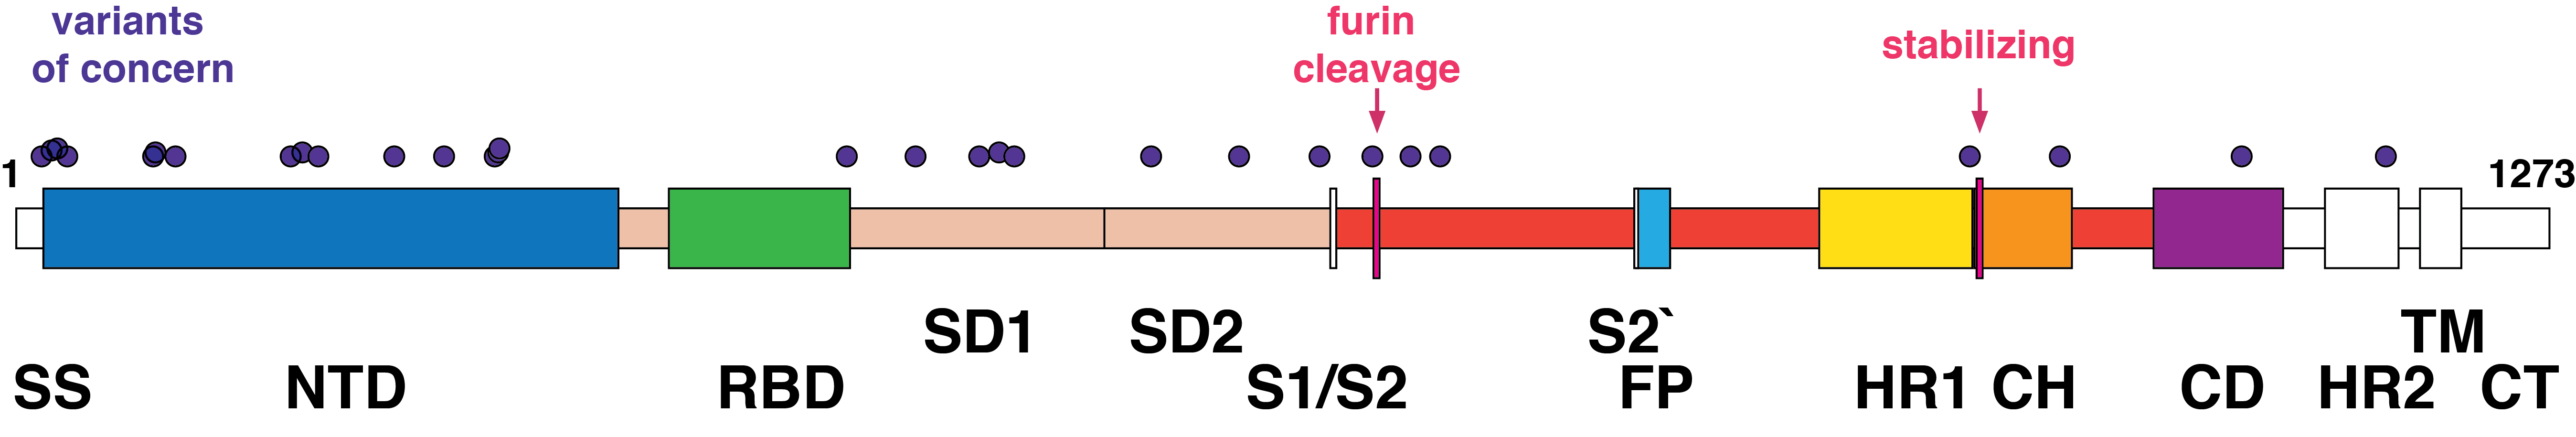 variants
of concern
furin
cleavage
stabilizing
1
1273
SD1
SD2
S2`
TM
SS
NTD
RBD
S1/S2
FP
HR1
CH
CD
HR2
CT